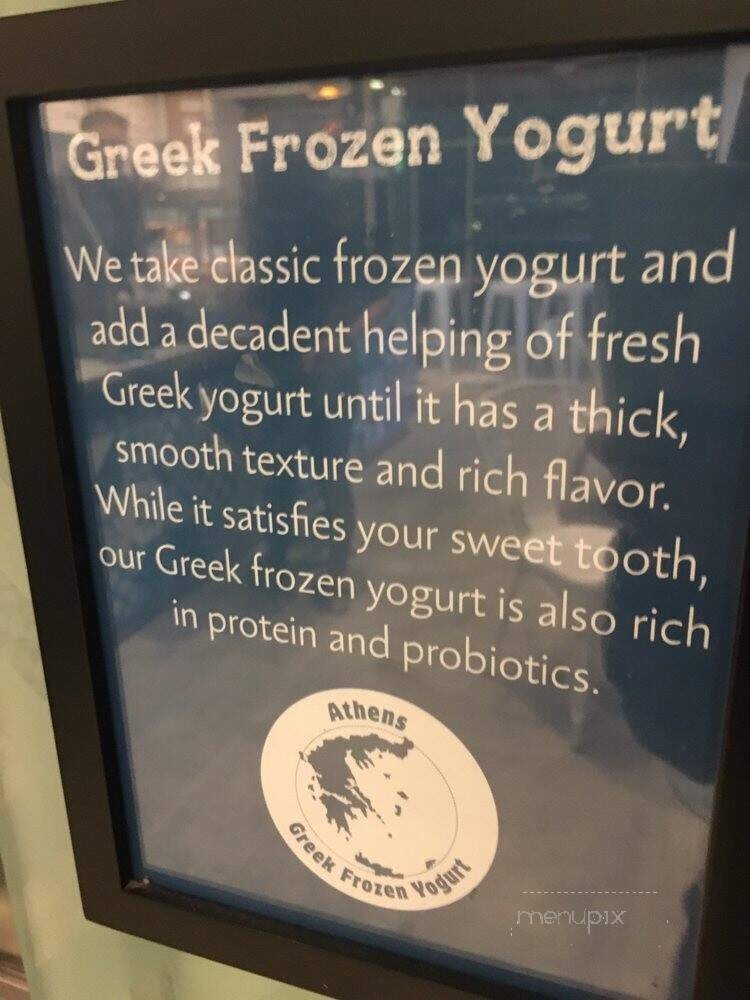 Greek Frozen Yogurt
We take classic frozen yogurt and
add a decadent helping of fresh
Greek yogurt until it has a thick,
smooth texture and rich flavor.
While it satisfies your sweet tooth,
our Greek frozen yogurt is also rich
in protein and probiotics.
Athens
Greek Frozen Yogurt
menupix